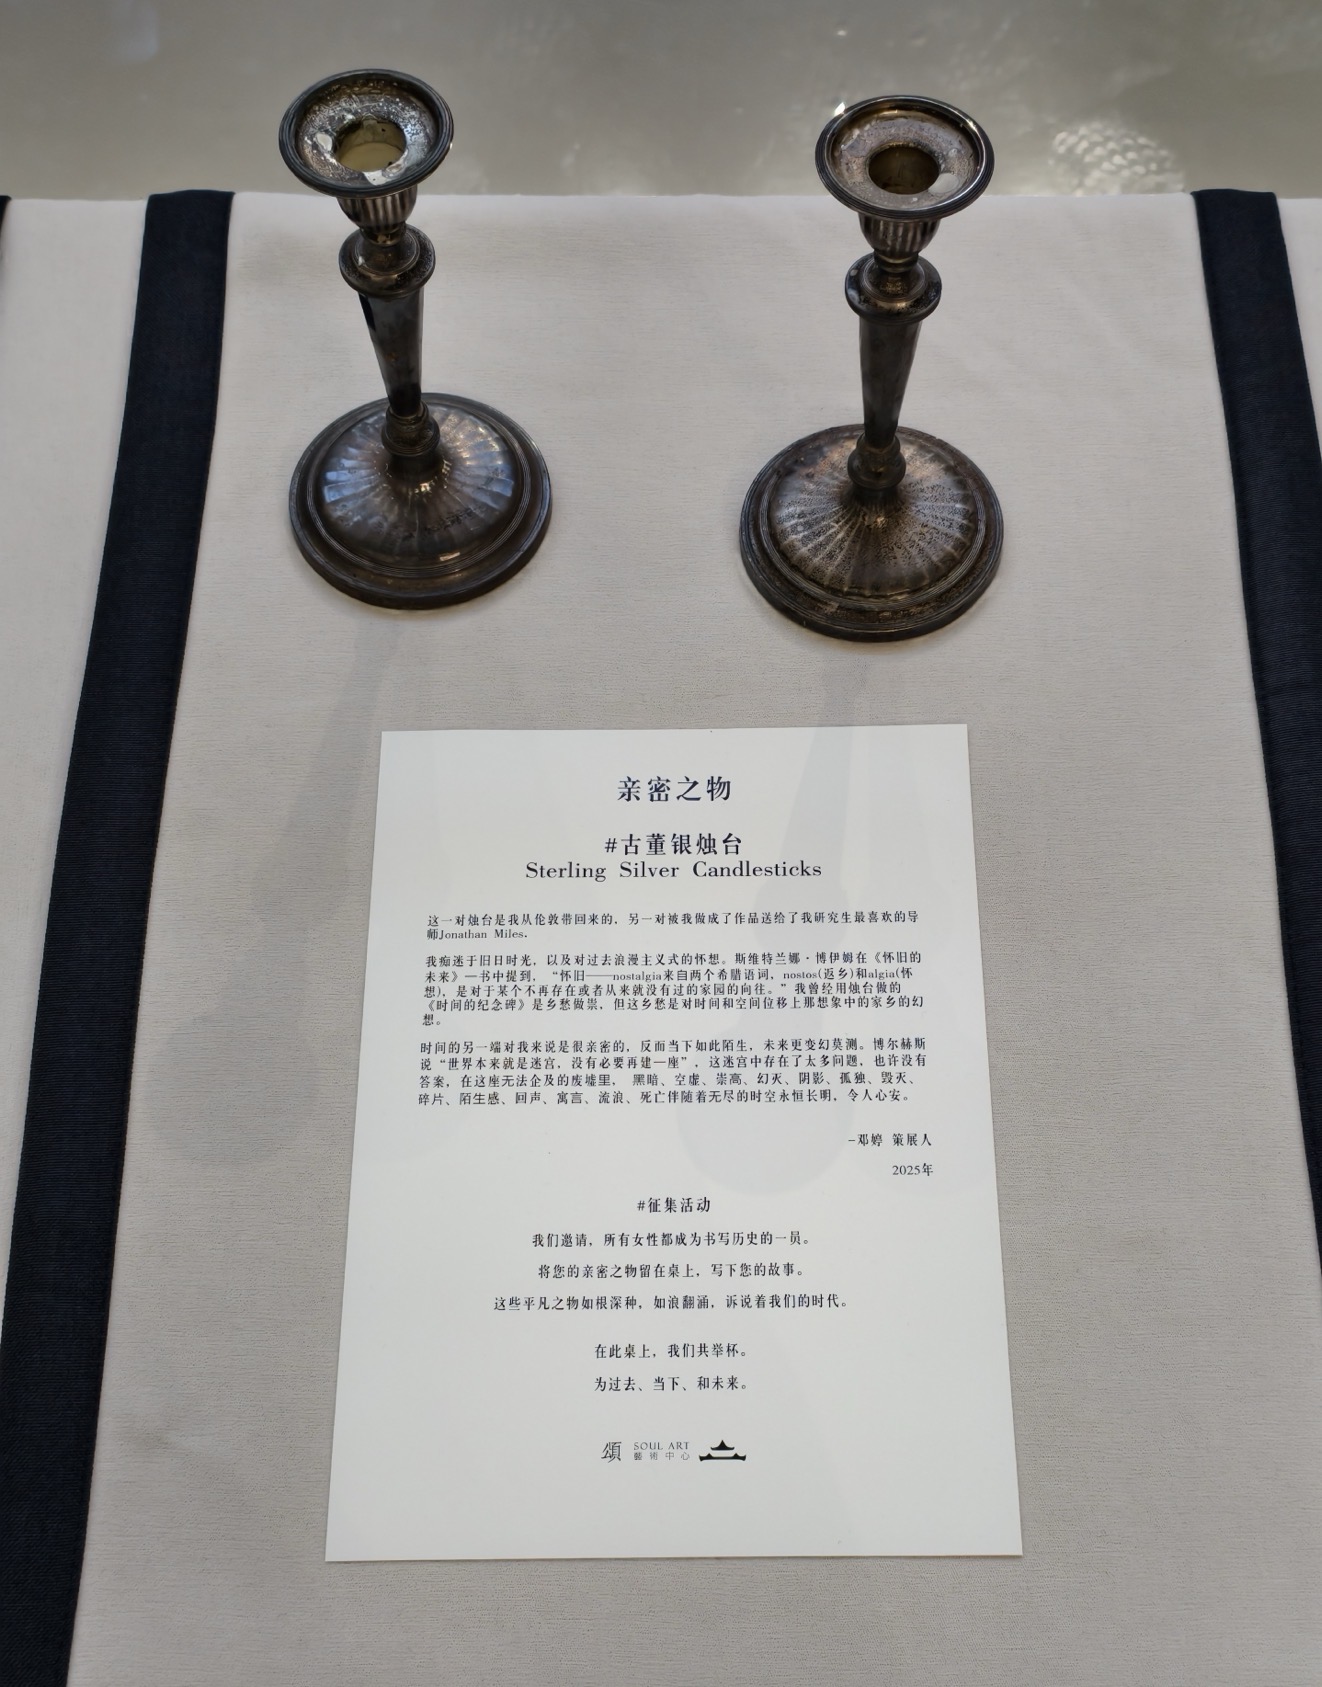 亲密之物
#古董银烛台
Sterling Silver Candlesticks
这一对烛台是我从伦敦带回来的，另一对被我做成了作品送给了我研究生最喜欢的导
师Jonathan Miles.
我痴迷于旧日时光，以及对过去浪漫主义式的怀想。斯维特兰娜·博伊姆在《怀旧的
未来》一书中提到，“怀旧——nostalgia来自两个希腊语词，nostos(返乡)和algia(怀
想)，是对于某个不再存在或者从来就没有过的家园的向往。”我曾经用烛台做的
《时间的纪念碑》是乡愁做祟，但这乡愁是对时间和空间位移上那想象中的家乡的幻
想。
时间的另一端对我来说是很亲密的，反而当下如此陌生，未来更变幻莫测。博尔赫斯
说“世界本来就是迷宫，没有必要再建一座”，这迷宫中存在了太多问题，也许没有
答案，在这座无法企及的废墟里， 黑暗、空虚、崇高、幻灭、阴影、孤独、毁灭、
碎片、陌生感、回声、寓言、流浪、死亡伴随着无尽的时空永恒长明，令人心安。
-邓婷 策展人
2025年
#征集活动
我们邀请，所有女性都成为书写历史的一员。
将您的亲密之物留在桌上，写下您的故事。
这些平凡之物如根深种，如浪翻涌，诉说着我们的时代。
在此桌上，我们共举杯。
为过去、当下、和未来。
頌 SOUL ART
藝術中心